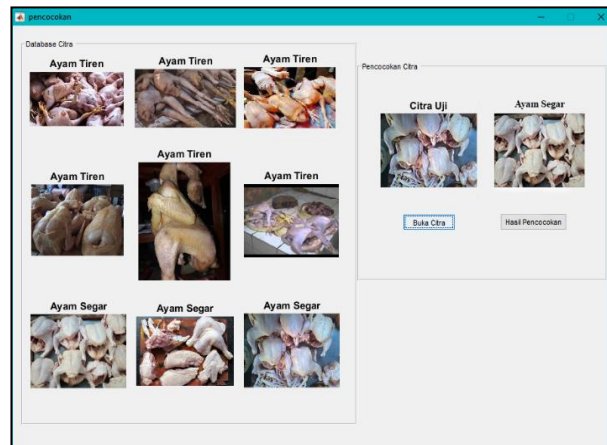 pencocokan
Database Citra
Ayam Tiren
Ayam Tiren
Ayam Tiren
Ayam Tiren
Ayam Tiren
Ayam Tiren
Ayam Segar
Ayam Segar
Ayam Segar
Pencocokan Citra
Citra Uji
Ayam Segar
Buka Citra
Hasil Pencocokan